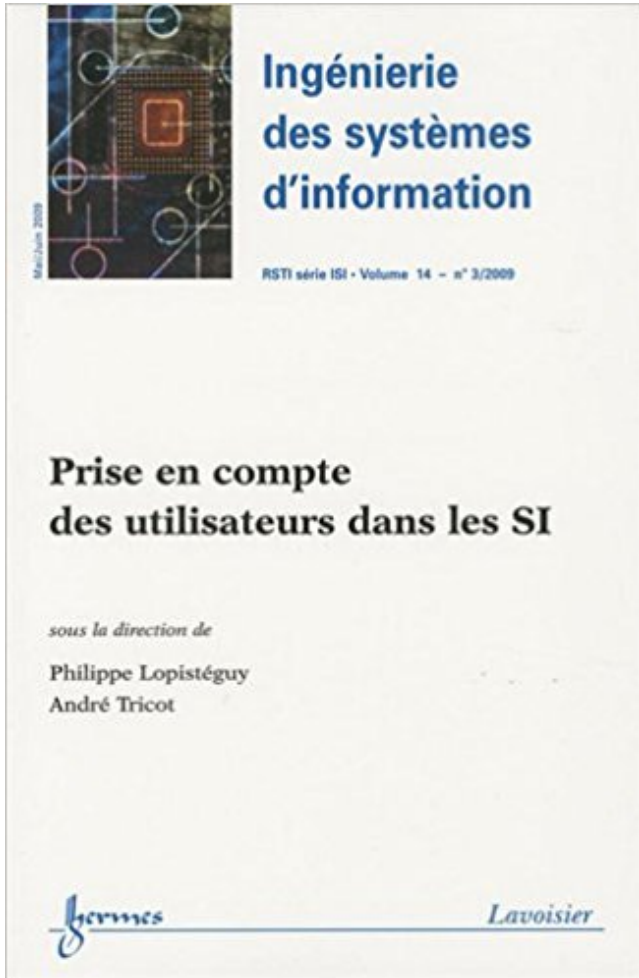 Ingénierie
des systèmes
d'information
Mai/Juin 2009
RSTI série ISI • Volume 14 – n° 3/2009
Prise en compte
des utilisateurs dans les SI
sous la direction de
Philippe Lopistéguy
André Tricot
hermes
Lavoisier